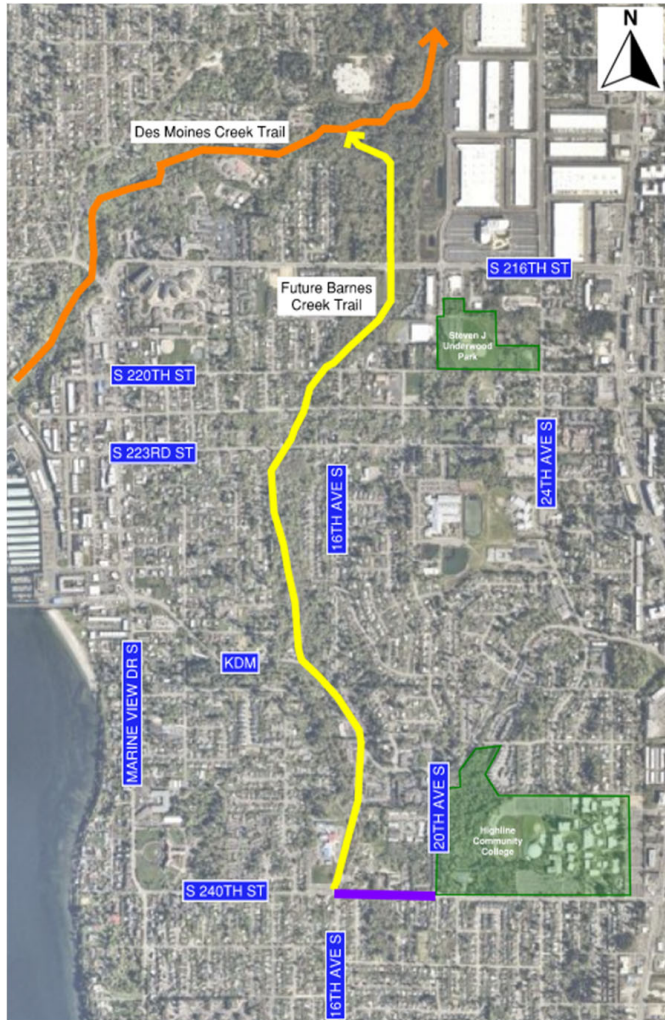 N
Des Moines Creek Trail
S 216TH ST
Future Barnes
Creek Trail
Steven J
Underwood
Park
S 220TH ST
S 223RD ST
16TH AVE S
24TH AVE S
KDM
MARINE VIEW DR S
20TH AVE S
Highline
Community
College
S 240TH ST
16TH AVE S